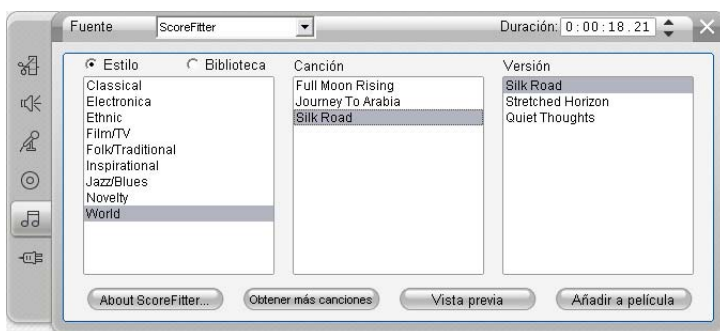 Fuente ScoreFitter Duración: 0:00:18.21
Estilo Biblioteca Canción Versión
Classical
Electronica
Ethnic
Film/TV
Folk/Traditional
Inspirational
Jazz/Blues
Novelty
World
Full Moon Rising
Journey To Arabia
Silk Road
Silk Road
Stretched Horizon
Quiet Thoughts
About ScoreFitter... Obtener más canciones Vista previa Añadir a película